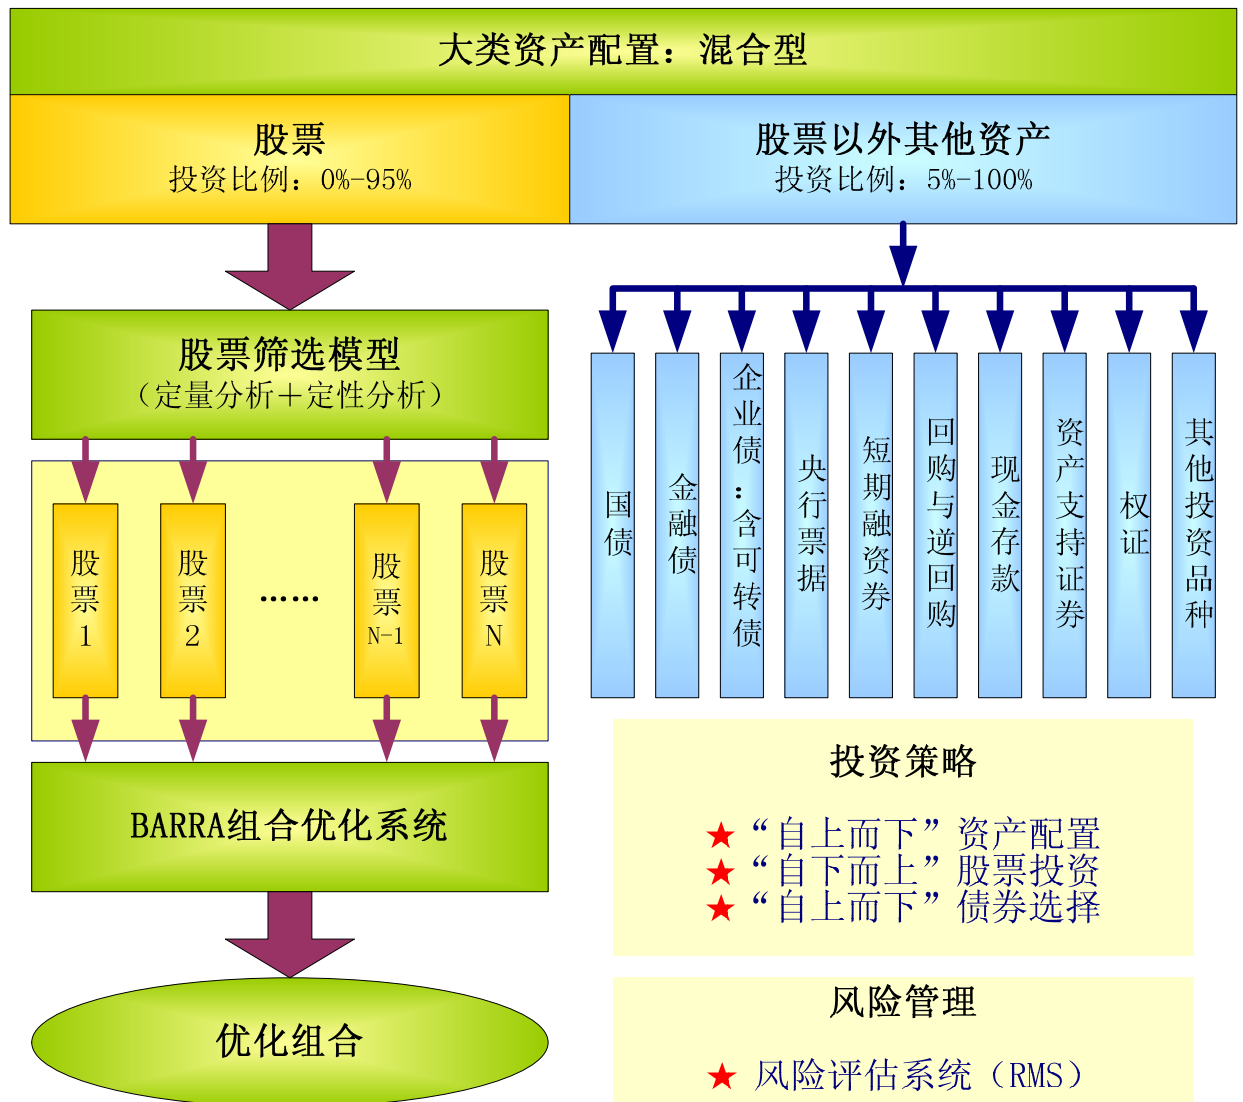 大类资产配置：混合型
股票
投资比例：0%-95%
股票以外其他资产
投资比例：5%-100%
股票筛选模型
（定量分析＋定性分析）
股票1
股票2
……
股票N-1
股票N
国债
金融债
企业债：含可转债
央行票据
短期融资券
回购与逆回购
现金存款
资产支持证券
权证
其他投资品种
BARRA组合优化系统
优化组合
投资策略
★“自上而下”资产配置
★“自下而上”股票投资
★“自上而下”债券选择
风险管理
★ 风险评估系统（RMS）